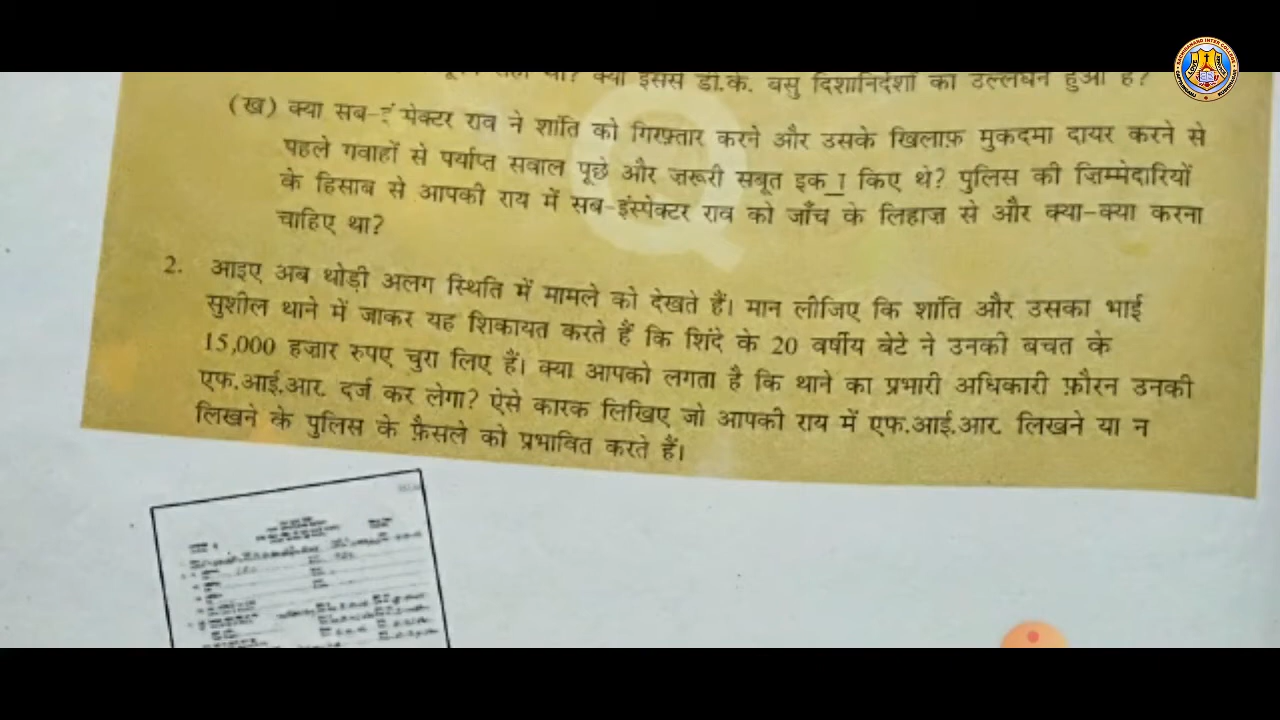 था? क्या इससे डी.के. बसु दिशानिर्देशों का उल्लंघन हुआ है?
(ख) क्या सब-इंस्पेक्टर राव ने शांति को गिरफ़्तार करने और उसके खिलाफ़ मुकदमा दायर करने से
पहले गवाहों से पर्याप्त सवाल पूछे और ज़रूरी सबूत इक_ा किए थे? पुलिस की ज़िम्मेदारियों
के हिसाब से आपकी राय में सब-इंस्पेक्टर राव को जाँच के लिहाज़ से और क्या-क्या करना
चाहिए था?
2. आइए अब थोड़ी अलग स्थिति में मामले को देखते हैं। मान लीजिए कि शांति और उसका भाई
सुशील थाने में जाकर यह शिकायत करते हैं कि शिंदे के 20 वर्षीय बेटे ने उनकी बचत के
15,000 हज़ार रुपए चुरा लिए हैं। क्या आपको लगता है कि थाने का प्रभारी अधिकारी फ़ौरन उनकी
एफ.आई.आर. दर्ज कर लेगा? ऐसे कारक लिखिए जो आपकी राय में एफ.आई.आर. लिखने या न
लिखने के पुलिस के फ़ैसले को प्रभावित करते हैं।